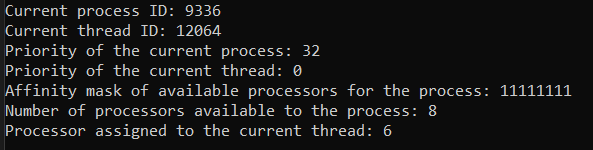 Current process ID: 9336
Current thread ID: 12064
Priority of the current process: 32
Priority of the current thread: 0
Affinity mask of available processors for the process: 11111111
Number of processors available to the process: 8
Processor assigned to the current thread: 6